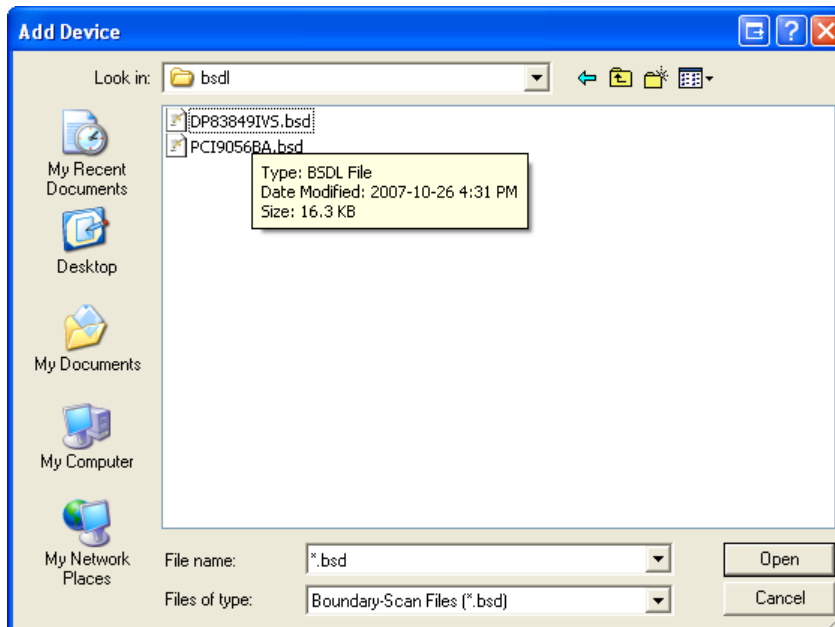 Add Device
Look in: bsdl
DP83849IVS.bsd
PCI9056BA.bsd
Type: BSDL File
Date Modified: 2007-10-26 4:31 PM
Size: 16.3 KB
My Recent
Documents
Desktop
My Documents
My Computer
My Network
Places
File name: *.bsd Open
Files of type: Boundary-Scan Files (*.bsd) Cancel